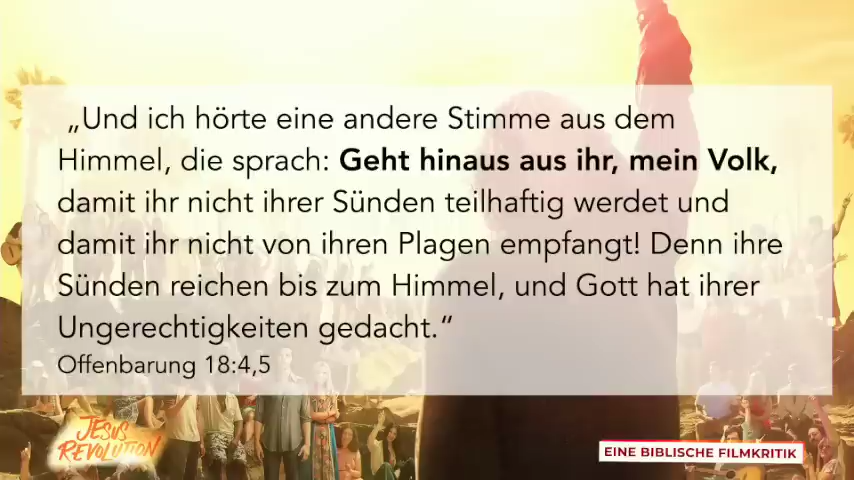 „Und ich hörte eine andere Stimme aus dem
Himmel, die sprach: Geht hinaus aus ihr, mein Volk,
damit ihr nicht ihrer Sünden teilhaftig werdet und
damit ihr nicht von ihren Plagen empfangt! Denn ihre
Sünden reichen bis zum Himmel, und Gott hat ihrer
Ungerechtigkeiten gedacht.“
Offenbarung 18:4,5
JESUS
REVOLUTION
EINE BIBLISCHE FILMKRITIK